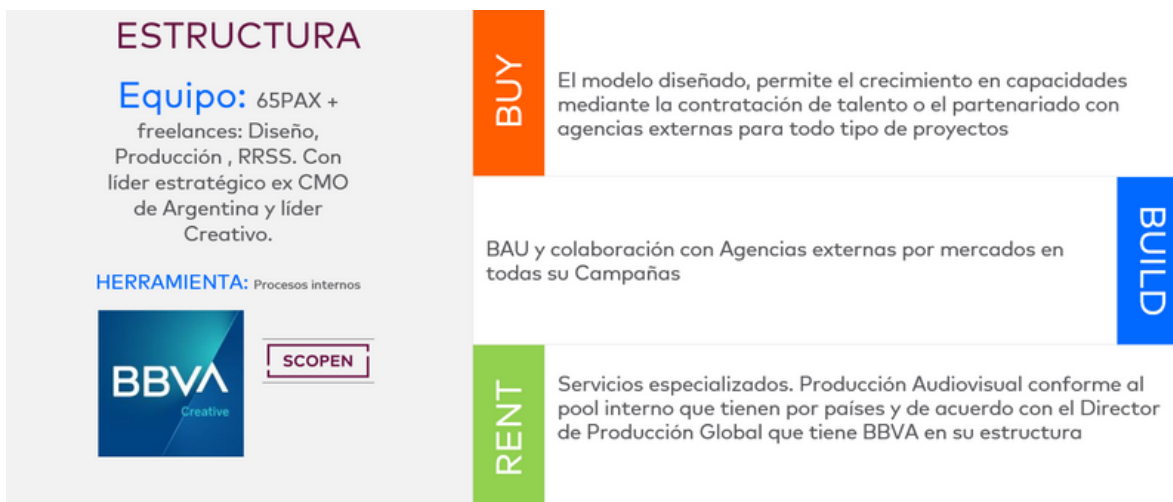 ESTRUCTURA
Equipo: 65PAX +
freelances: Diseño,
Producción , RRSS. Con
líder estratégico ex CMO
de Argentina y líder
Creativo.
HERRAMIENTA: Procesos internos
BBVA
Creative
SCOPEN
BUY
El modelo diseñado, permite el crecimiento en capacidades
mediante la contratación de talento o el partenariado con
agencias externas para todo tipo de proyectos
BAU y colaboración con Agencias externas por mercados en
todas su Campañas
BUILD
RENT
Servicios especializados. Producción Audiovisual conforme al
pool interno que tienen por países y de acuerdo con el Director
de Producción Global que tiene BBVA en su estructura